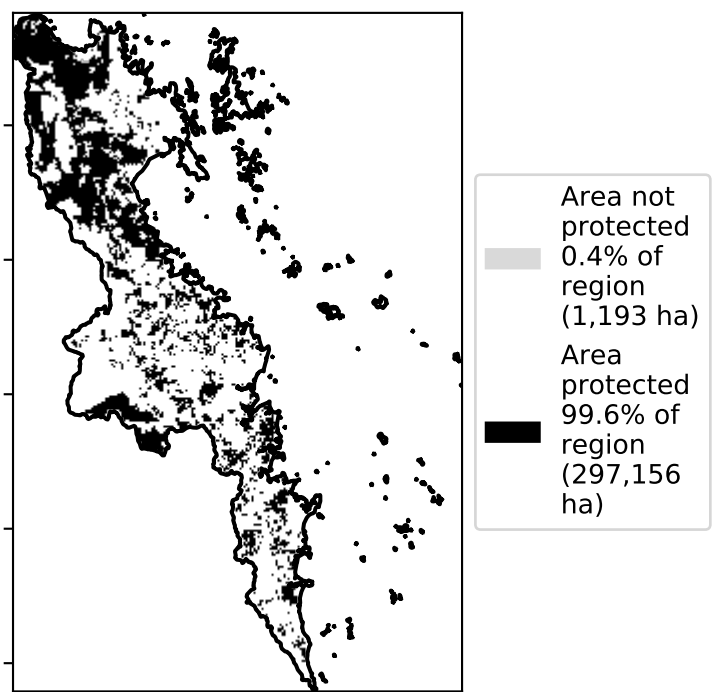 Area not
protected
0.4% of
region
(1,193 ha)
Area
protected
99.6% of
region
(297,156
ha)